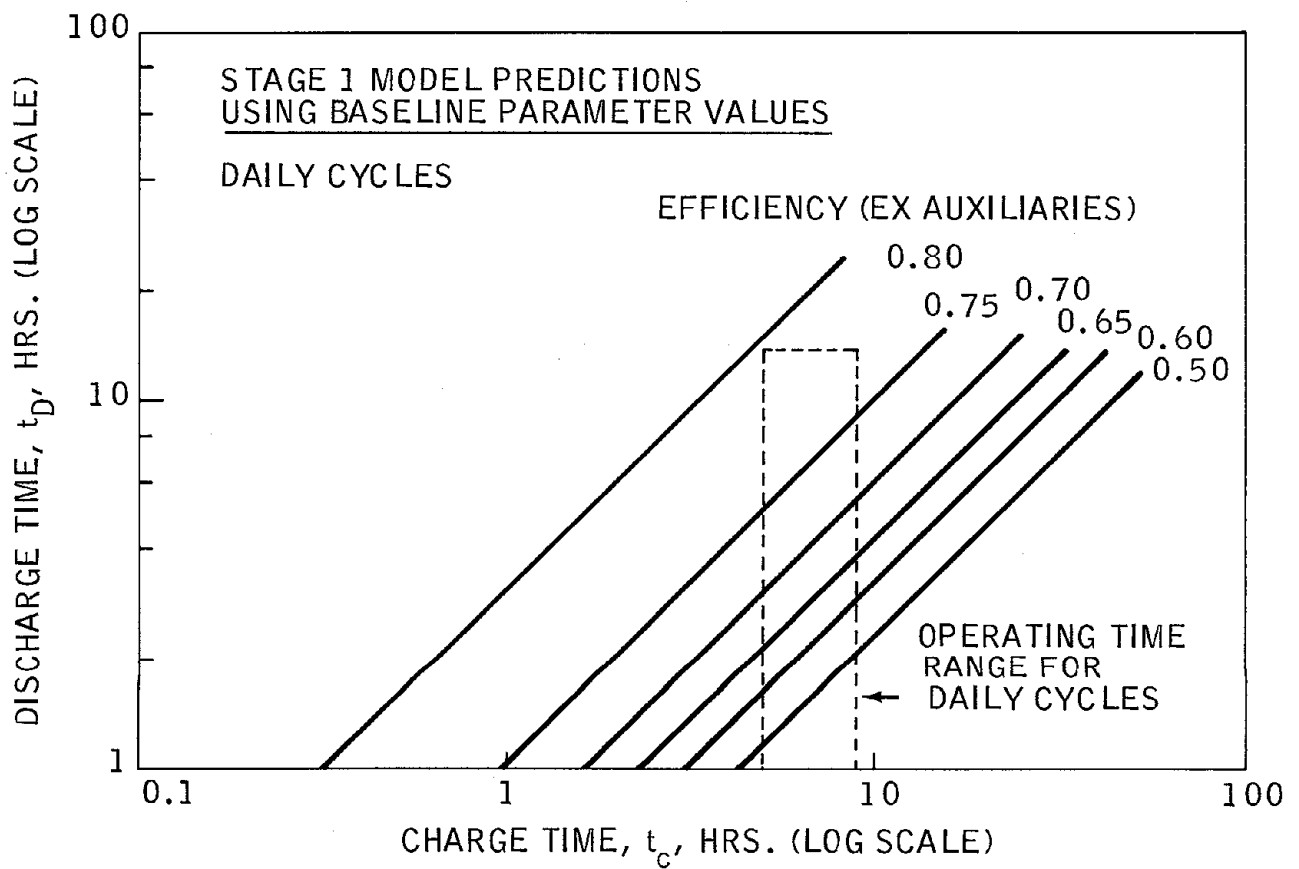 100
STAGE 1 MODEL PREDICTIONS
USING BASELINE PARAMETER VALUES
DAILY CYCLES
EFFICIENCY (EX AUXILIARIES)
0.80
0.75
0.70
0.65
0.60
0.50
10
1
OPERATING TIME
RANGE FOR
DAILY CYCLES
0.1
1
10
100
CHARGE TIME, tc, HRS. (LOG SCALE)
DISCHARGE TIME, tD, HRS. (LOG SCALE)